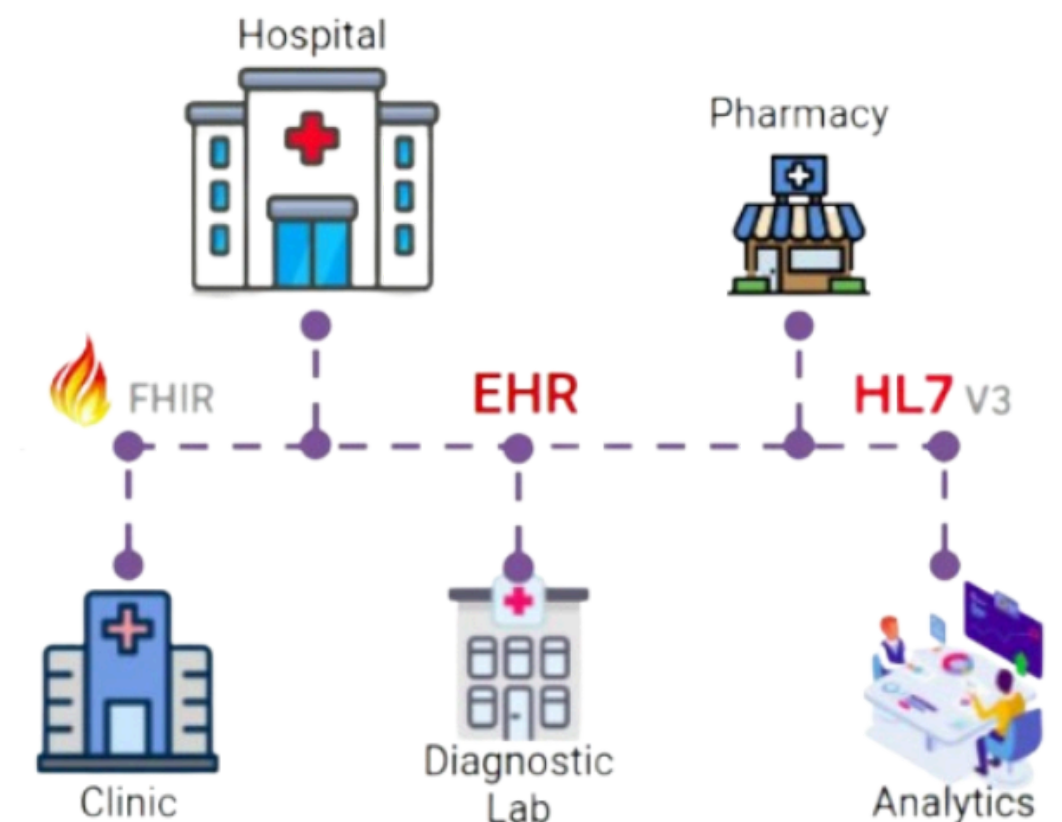 Hospital
Pharmacy
FHIR
EHR
HL7 V3
Clinic
Diagnostic
Lab
Analytics